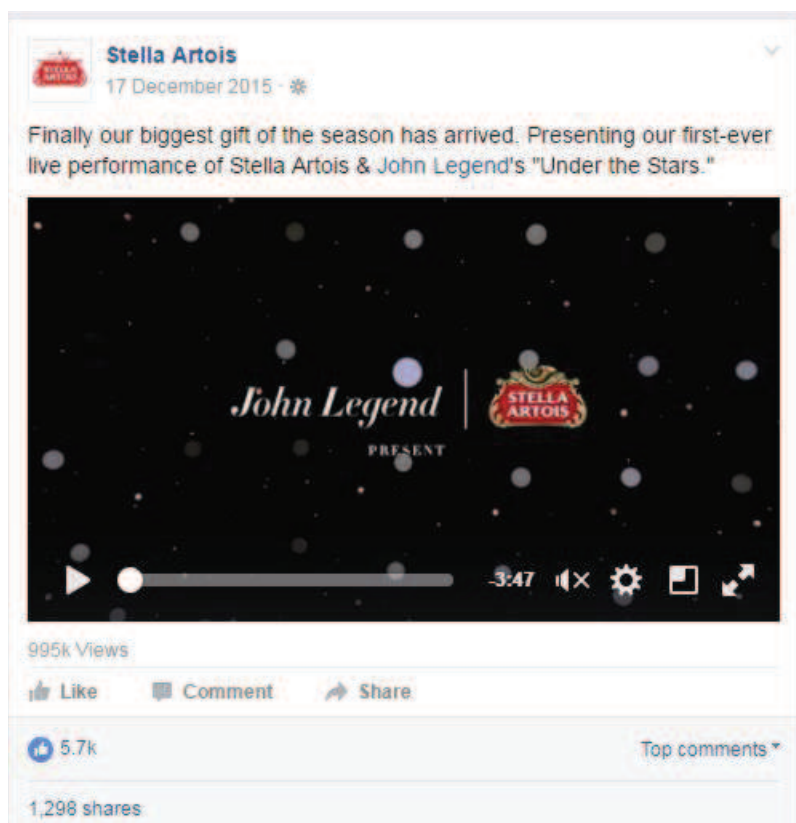 Stella Artois
17 December 2015 ·
Finally our biggest gift of the season has arrived. Presenting our first-ever
live performance of Stella Artois & John Legend's "Under the Stars."
John Legend
STELLA
ARTOIS
PRESENT
-3:47
995k Views
Like Comment Share
5.7k Top comments
1,298 shares